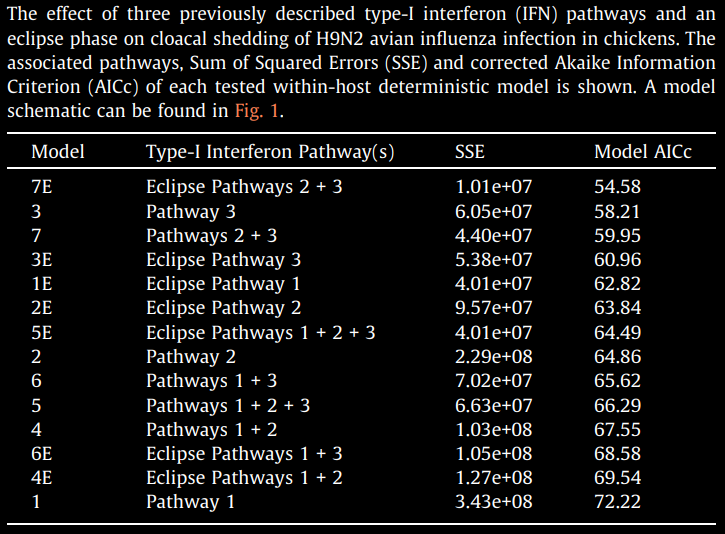 The effect of three previously described type-I interferon (IFN) pathways and an
eclipse phase on cloacal shedding of H9N2 avian influenza infection in chickens. The
associated pathways, Sum of Squared Errors (SSE) and corrected Akaike Information
Criterion (AICc) of each tested within-host deterministic model is shown. A model
schematic can be found in Fig. 1.
Model Type-I Interferon Pathway(s) SSE Model AICc
7E Eclipse Pathways 2 + 3 1.01e+07 54.58
3 Pathway 3 6.05e+07 58.21
7 Pathways 2 + 3 4.40e+07 59.95
3E Eclipse Pathway 3 5.38e+07 60.96
1E Eclipse Pathway 1 4.01e+07 62.82
2E Eclipse Pathway 2 9.57e+07 63.84
5E Eclipse Pathways 1 + 2 + 3 4.01e+07 64.49
2 Pathway 2 2.29e+08 64.86
6 Pathways 1 + 3 7.02e+07 65.62
5 Pathways 1 + 2 + 3 6.63e+07 66.29
4 Pathways 1 + 2 1.03e+08 67.55
6E Eclipse Pathways 1 + 3 1.05e+08 68.58
4E Eclipse Pathways 1 + 2 1.27e+08 69.54
1 Pathway 1 3.43e+08 72.22